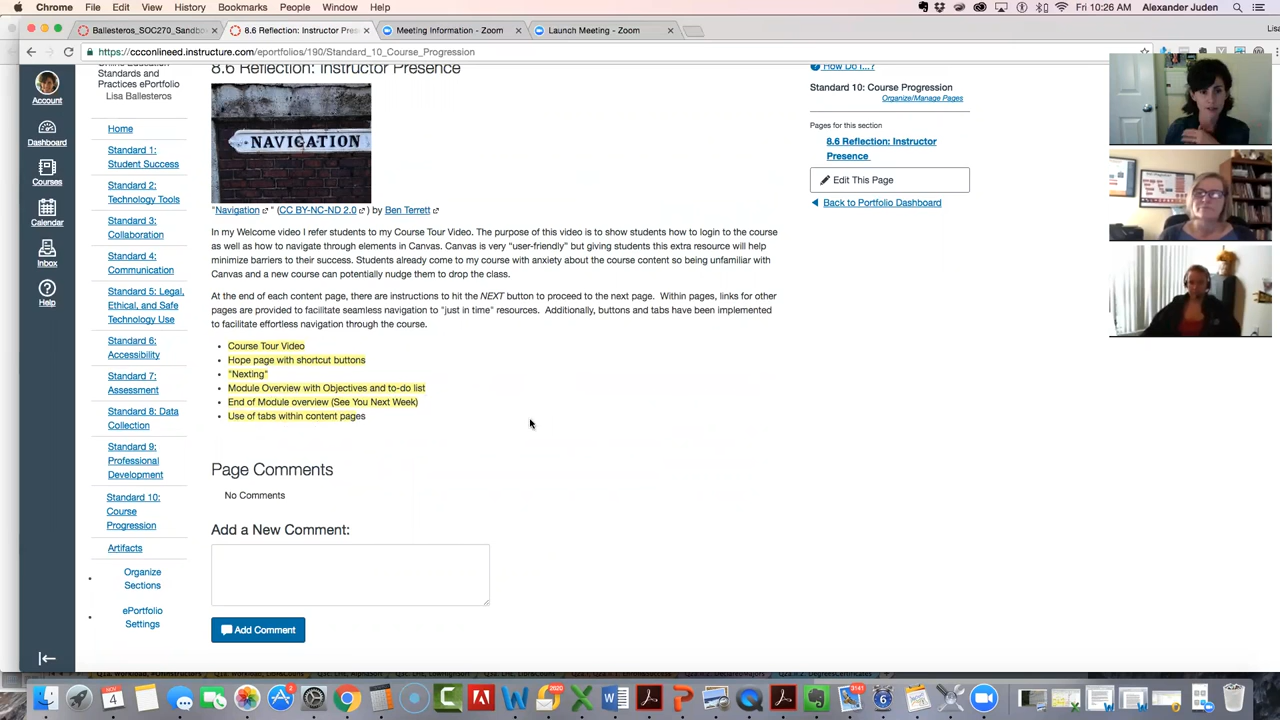 Chrome File Edit View History Bookmarks People Window Help
Fri 10:26 AM Alexander Juden
Ballesteros_SOC270_Sandbo
8.6 Reflection: Instructor Pres
Meeting Information - Zoom
Launch Meeting - Zoom
Lisa
https://ccconlineed.instructure.com/eportfolios/190/Standard_10_Course_Progression
Account
Dashboard
Courses
Calendar
Inbox
Help
Standards and
Practices ePortfolio
Lisa Ballesteros
Home
Standard 1:
Student Success
Standard 2:
Technology Tools
Standard 3:
Collaboration
Standard 4:
Communication
Standard 5: Legal,
Ethical, and Safe
Technology Use
Standard 6:
Accessibility
Standard 7:
Assessment
Standard 8: Data
Collection
Standard 9:
Professional
Development
Standard 10:
Course
Progression
Artifacts
Organize
Sections
ePortfolio
Settings
8.6 Reflection: Instructor Presence
NAVIGATION
"Navigation" (CC BY-NC-ND 2.0) by Ben Terrett
In my Welcome video I refer students to my Course Tour Video. The purpose of this video is to show students how to login to the course
as well as how to navigate through elements in Canvas. Canvas is very "user-friendly" but giving students this extra resource will help
minimize barriers to their success. Students already come to my course with anxiety about the course content so being unfamiliar with
Canvas and a new course can potentially nudge them to drop the class.
At the end of each content page, there are instructions to hit the NEXT button to proceed to the next page. Within pages, links for other
pages are provided to facilitate seamless navigation to "just in time" resources. Additionally, buttons and tabs have been implemented
to facilitate effortless navigation through the course.
• Course Tour Video
• Hope page with shortcut buttons
• "Nexting"
• Module Overview with Objectives and to-do list
• End of Module overview (See You Next Week)
• Use of tabs within content pages
Page Comments
No Comments
Add a New Comment:
Add Comment
How Do I...?
Standard 10: Course Progression
Organize/Manage Pages
Pages for this section
8.6 Reflection: Instructor
Presence
Edit This Page
Back to Portfolio Dashboard
NOV
4
2
2620
6
3141